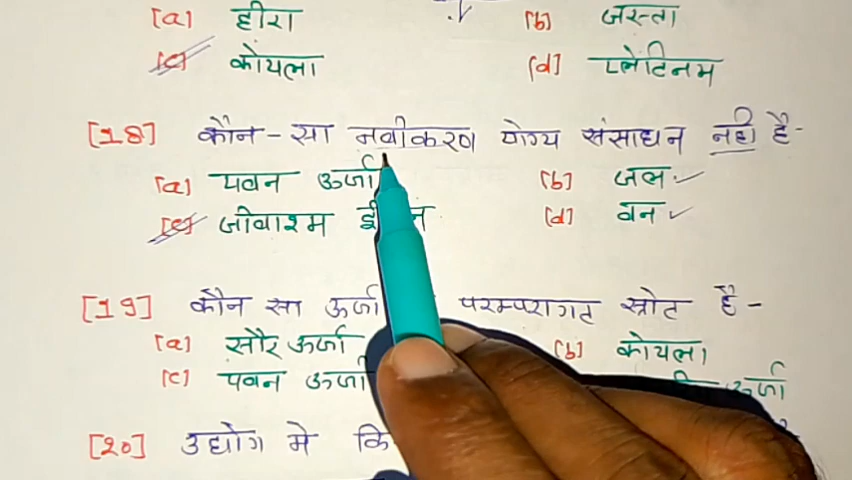 [a] हीरा [b] जस्ता
[c] कोयला [d] प्लेटिनम
[18] कौन-सा नवीकरण योग्य संसाधन नही है-
[a] पवन ऊर्जा [b] जल
[c] जीवाश्म [d] वन
[19] कौन सा ऊर्जा परम्परागत स्रोत है-
[a] सौर ऊर्जा [b] कोयला
[c] पवन ऊर्जा ऊर्जा
[20] उद्योग मे